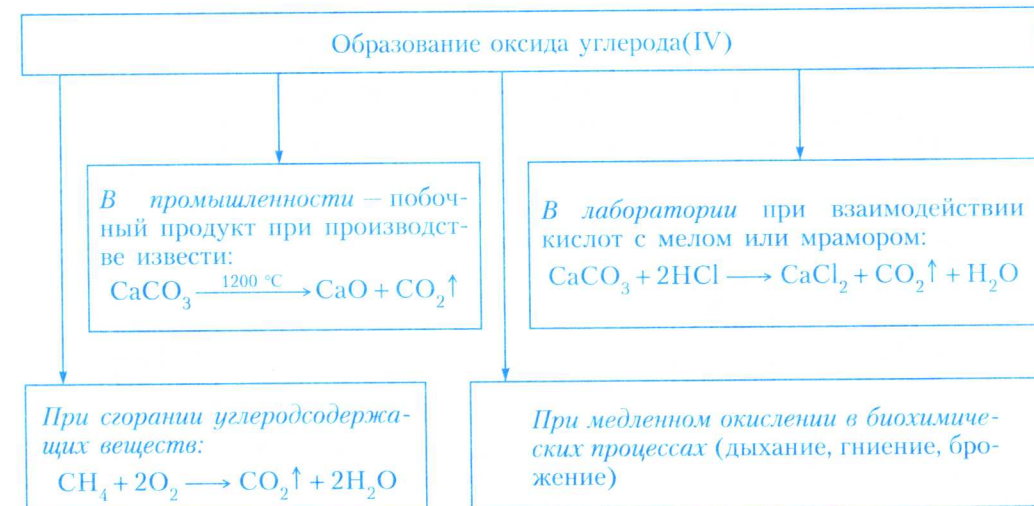 Образование оксида углерода(IV)
В промышленности – побоч-
ный продукт при производст-
ве извести:
CaCO₃ —1200 °C→ CaO + CO₂↑
В лаборатории при взаимодействии
кислот с мелом или мрамором:
CaCO₃ + 2HCl ⟶ CaCl₂ + CO₂↑ + H₂O
При сгорании углеродсодержа-
щих веществ:
CH₄ + 2O₂ ⟶ CO₂↑ + 2H₂O
При медленном окислении в биохимиче-
ских процессах (дыхание, гниение, бро-
жение)